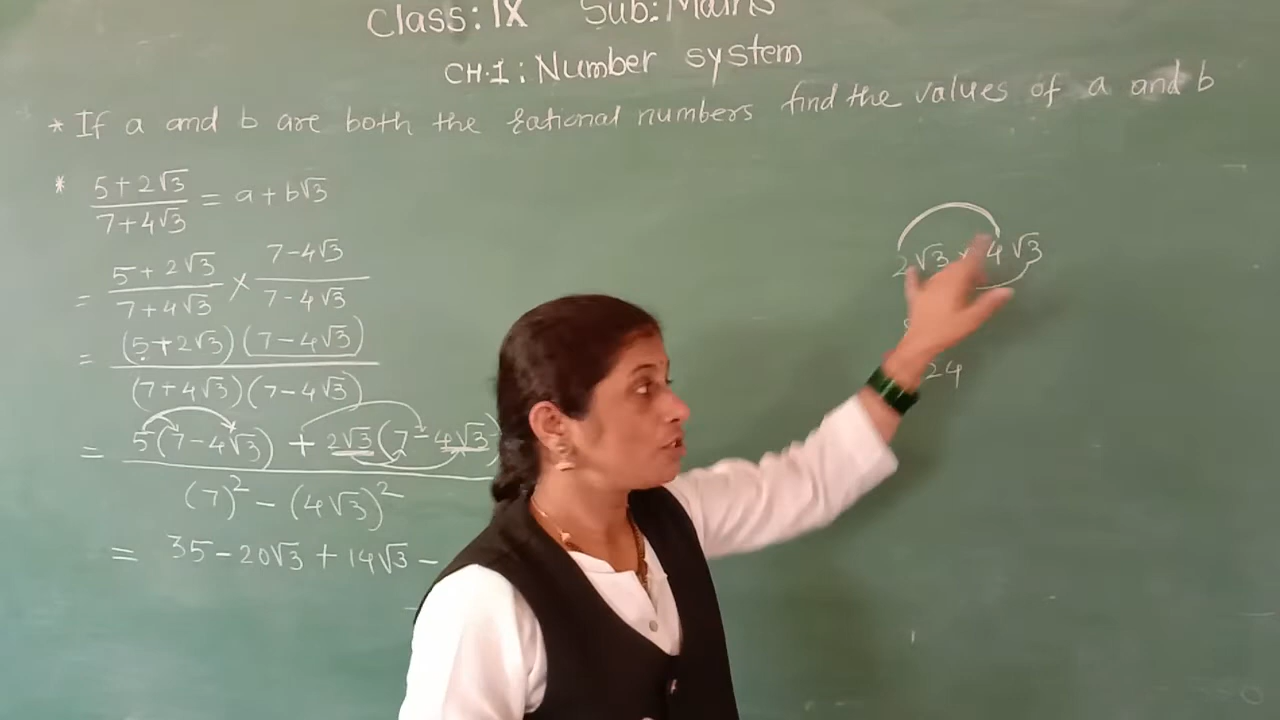 Class: IX Sub: Maths
CH.1: Number system
* If a and b are both the rational numbers find the values of a and b
* (5+2√3)/(7+4√3) = a+b√3
= (5+2√3)/(7+4√3) × (7-4√3)/(7-4√3)
= (5+2√3)(7-4√3)
(7+4√3)(7-4√3)
= 5(7-4√3) + 2√3(7-4√3)
(7)² - (4√3)²
= 35-20√3 + 14√3 -
2√3 × 4√3
24